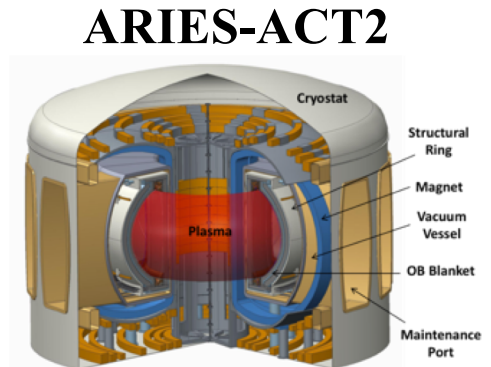 ARIES-ACT2
Cryostat
Structural
Ring
Magnet
Vacuum
Vessel
Plasma
OB Blanket
Maintenance
Port